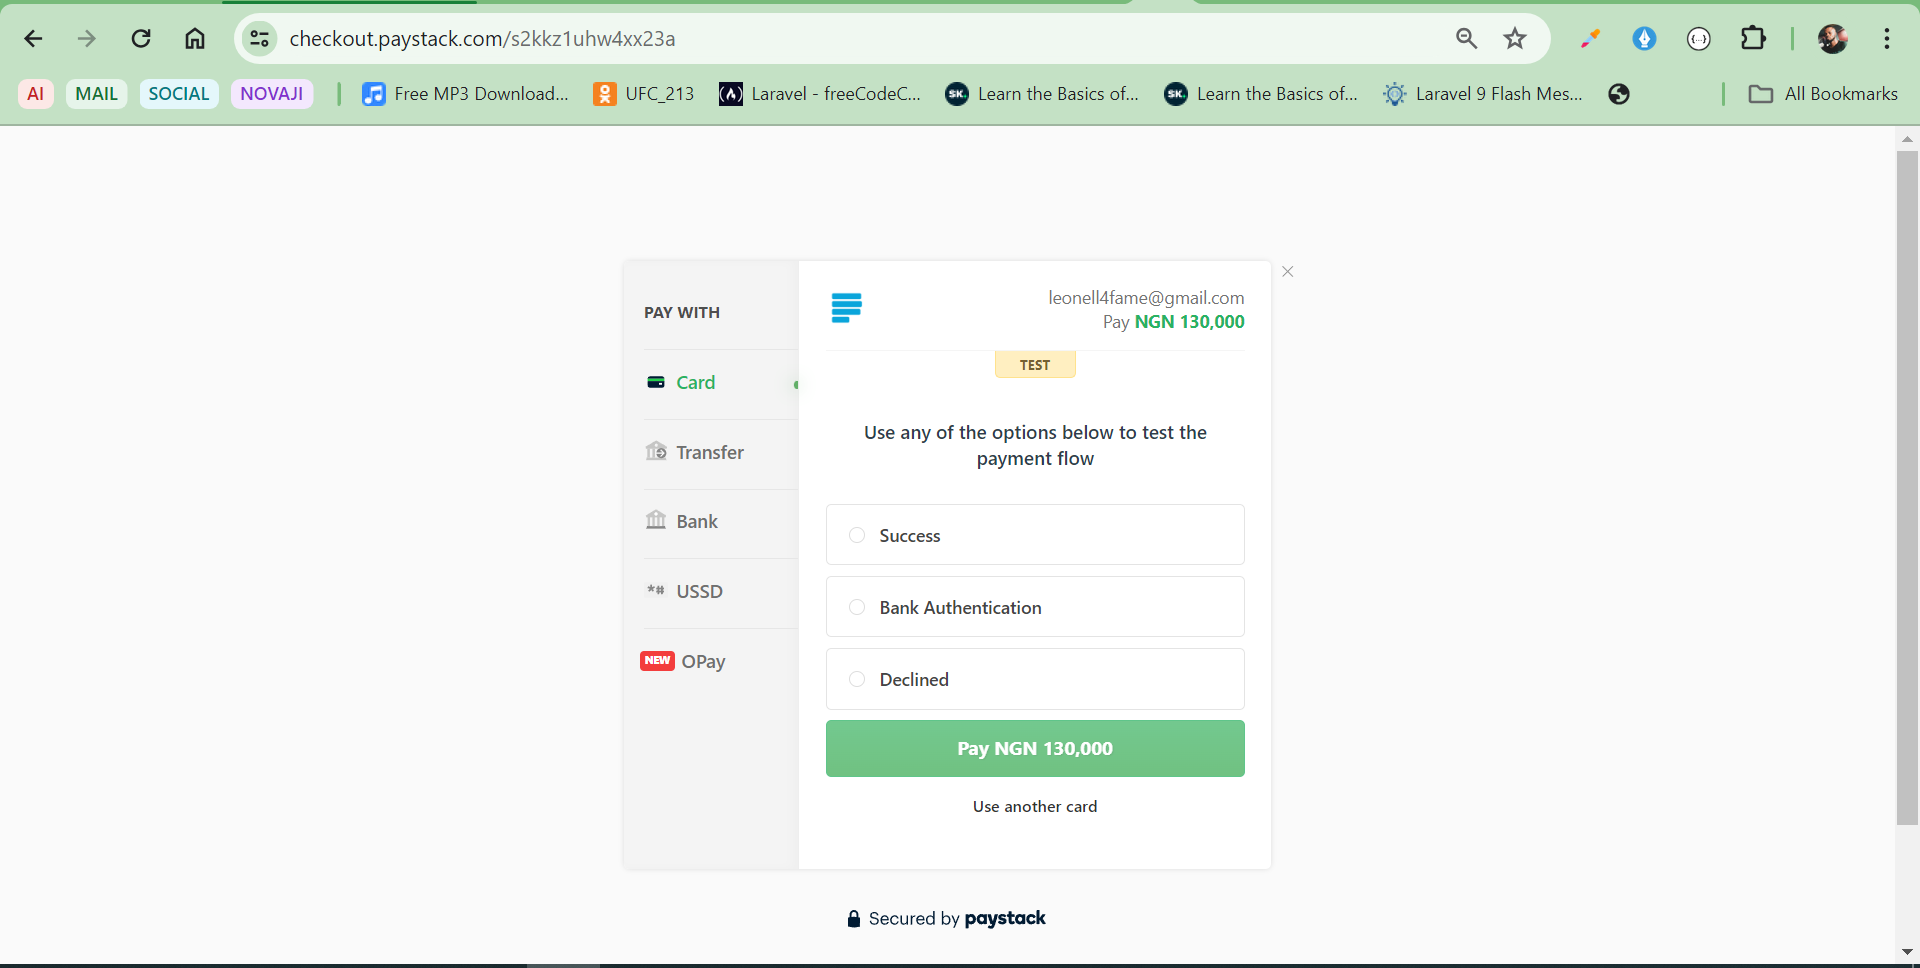 checkout.paystack.com/s2kkz1uhw4xx23a
AI MAIL SOCIAL NOVAJI Free MP3 Download... UFC_213 Laravel - freeCodeC... SK. Learn the Basics of... SK. Learn the Basics of... Laravel 9 Flash Mes... All Bookmarks
PAY WITH
Card
Transfer
Bank
*# USSD
NEW OPay
leonell4fame@gmail.com
Pay NGN 130,000
TEST
Use any of the options below to test the
payment flow
Success
Bank Authentication
Declined
Pay NGN 130,000
Use another card
Secured by paystack